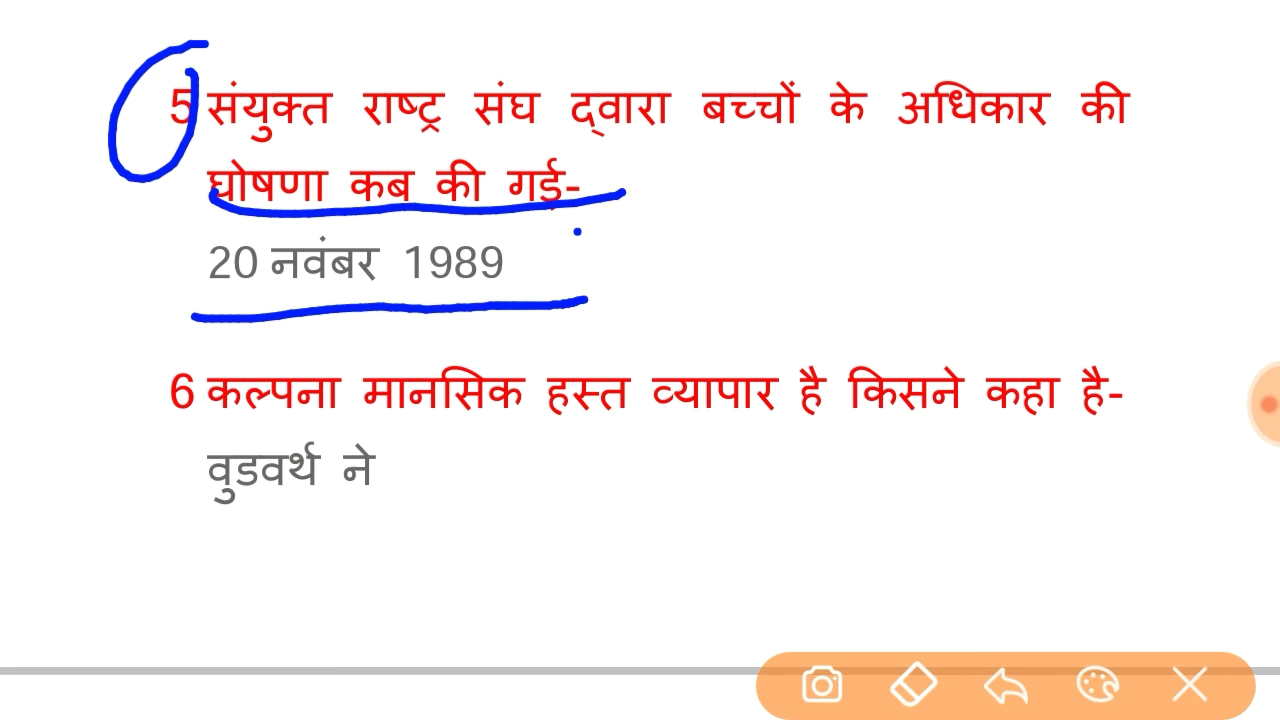 5 संयुक्त राष्ट्र संघ द्वारा बच्चों के अधिकार की
घोषणा कब की गई-
20 नवंबर 1989
6 कल्पना मानसिक हस्त व्यापार है किसने कहा है-
वुडवर्थ ने